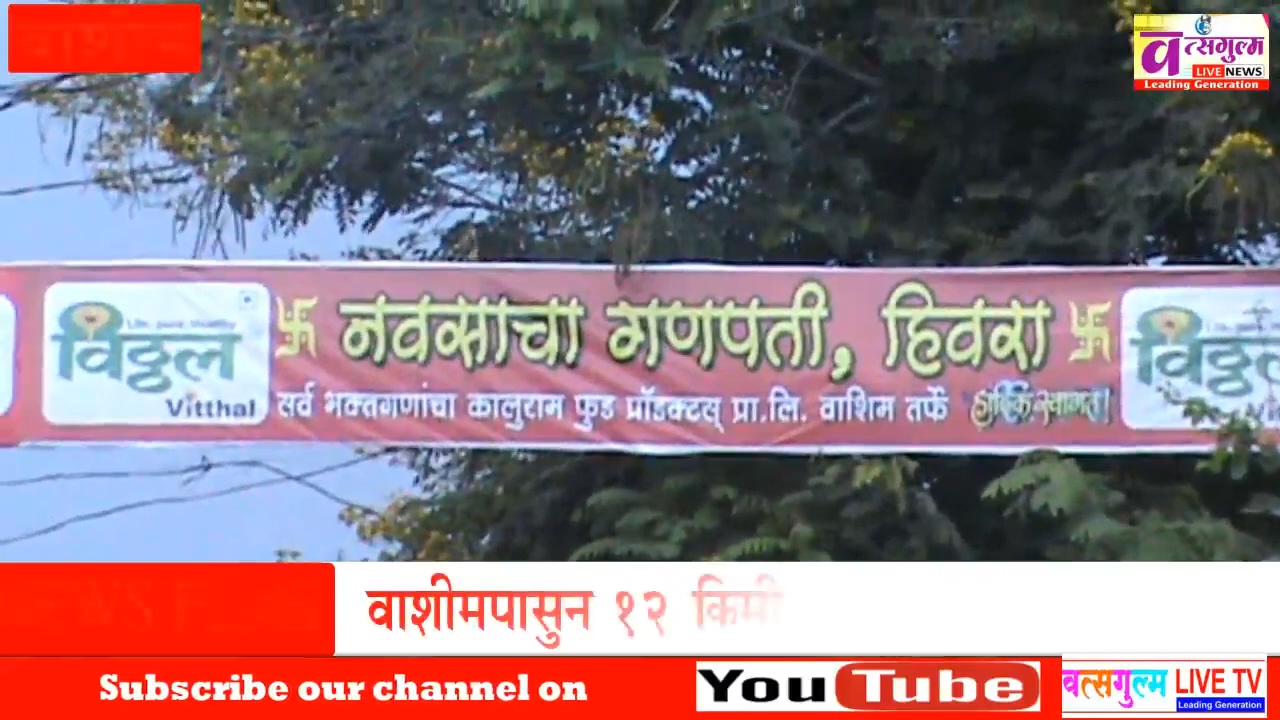 वत्सगुल्म
LIVE NEWS
Leading Generation
विठ्ठल
Vitthal
नवसाचा गणपती, हिवरा
सर्व भक्तगणांचा कालुराम फुड प्रॉडक्टस् प्रा.लि. वाशिम तर्फे हार्दिक स्वागत!
वाशीमपासुन १२ किमी
Subscribe our channel on
YouTube
वत्सगुल्म LIVE TV
Leading Generation